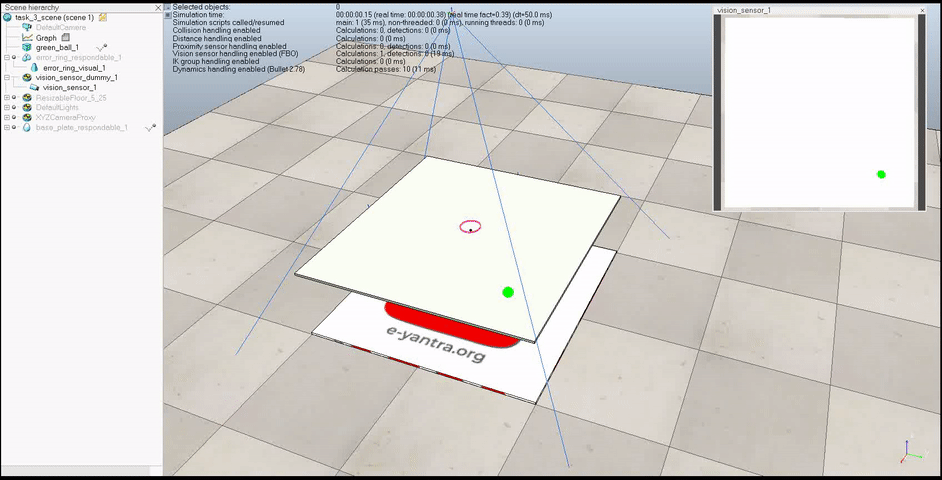 Scene hierarchy
task_3_scene (scene 1)
DefaultCamera
Graph
green_ball_1
error_ring_respondable_1
error_ring_visual_1
vision_sensor_dummy_1
vision_sensor_1
ResizableFloor_5_25
DefaultLights
XYZCameraProxy
base_plate_respondable_1
Selected objects: 0
Simulation time: 00:00:00.15 (real time: 00:00:00.38) (real time fact=0.39) (dt=50.0 ms)
Simulation scripts called/resumed main: 1 (35 ms), non-threaded: 0 (0 ms), running threads: 0 (0 ms)
Collision handling enabled Calculations: 0, detections: 0 (0 ms)
Distance handling enabled Calculations: 0 (0 ms)
Proximity sensor handling enabled Calculations: 0, detections: 0 (0 ms)
Vision sensor handling enabled (FBO) Calculations: 1, detections: 0 (19 ms)
IK group handling enabled Calculations: 0 (0 ms)
Dynamics handling enabled (Bullet 2.78) Calculation passes: 10 (11 ms)
vision_sensor_1
e-yantra.org